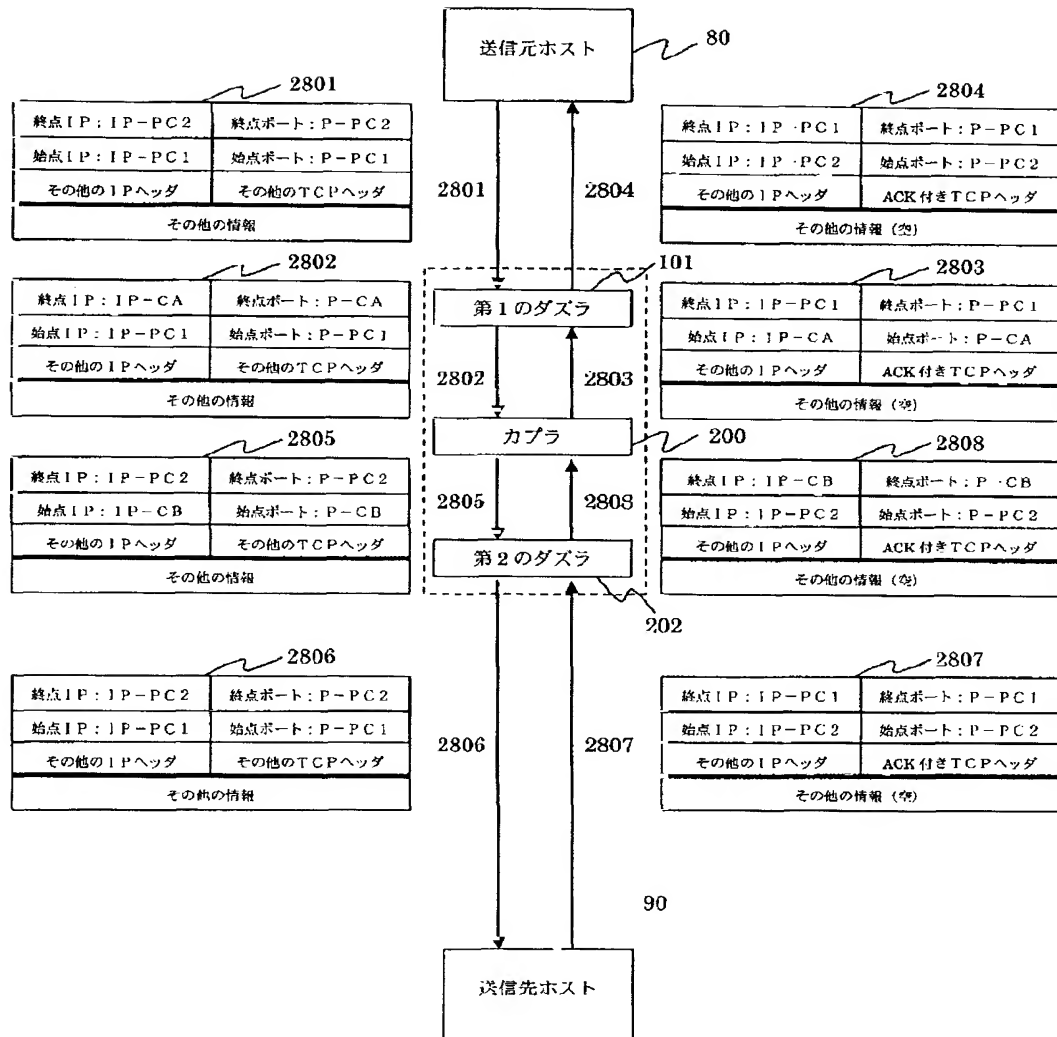 送信元ホスト
80
2801
終点IP:IP-PC2 終点ポート:P-PC2
始点IP:IP-PC1 始点ポート:P-PC1
その他のIPヘッダ その他のTCPヘッダ
その他の情報
2801
2804
2804
終点IP:IP-PC1 終点ポート:P-PC1
始点IP:IP-PC2 始点ポート:P-PC2
その他のIPヘッダ ACK付きTCPヘッダ
その他の情報(空)
2802
終点IP:IP-CA 終点ポート:P-CA
始点IP:IP-PC1 始点ポート:P-PC1
その他のIPヘッダ その他のTCPヘッダ
その他の情報
101
第1のダズラ
2802
2803
2803
終点IP:IP-PC1 終点ポート:P-PC1
始点IP:IP-CA 始点ポート:P-CA
その他のIPヘッダ ACK付きTCPヘッダ
その他の情報(空)
カプラ
200
2805
終点IP:IP-PC2 終点ポート:P-PC2
始点IP:IP-CB 始点ポート:P-CB
その他のIPヘッダ その他のTCPヘッダ
その他の情報
2805
2808
第2のダズラ
202
2808
終点IP:IP-CB 終点ポート:P-CB
始点IP:IP-PC2 始点ポート:P-PC2
その他のIPヘッダ ACK付きTCPヘッダ
その他の情報(空)
2806
終点IP:IP-PC2 終点ポート:P-PC2
始点IP:IP-PC1 始点ポート:P-PC1
その他のIPヘッダ その他のTCPヘッダ
その他の情報
2806
2807
2807
終点IP:IP-PC1 終点ポート:P-PC1
始点IP:IP-PC2 始点ポート:P-PC2
その他のIPヘッダ ACK付きTCPヘッダ
その他の情報(空)
90
送信先ホスト